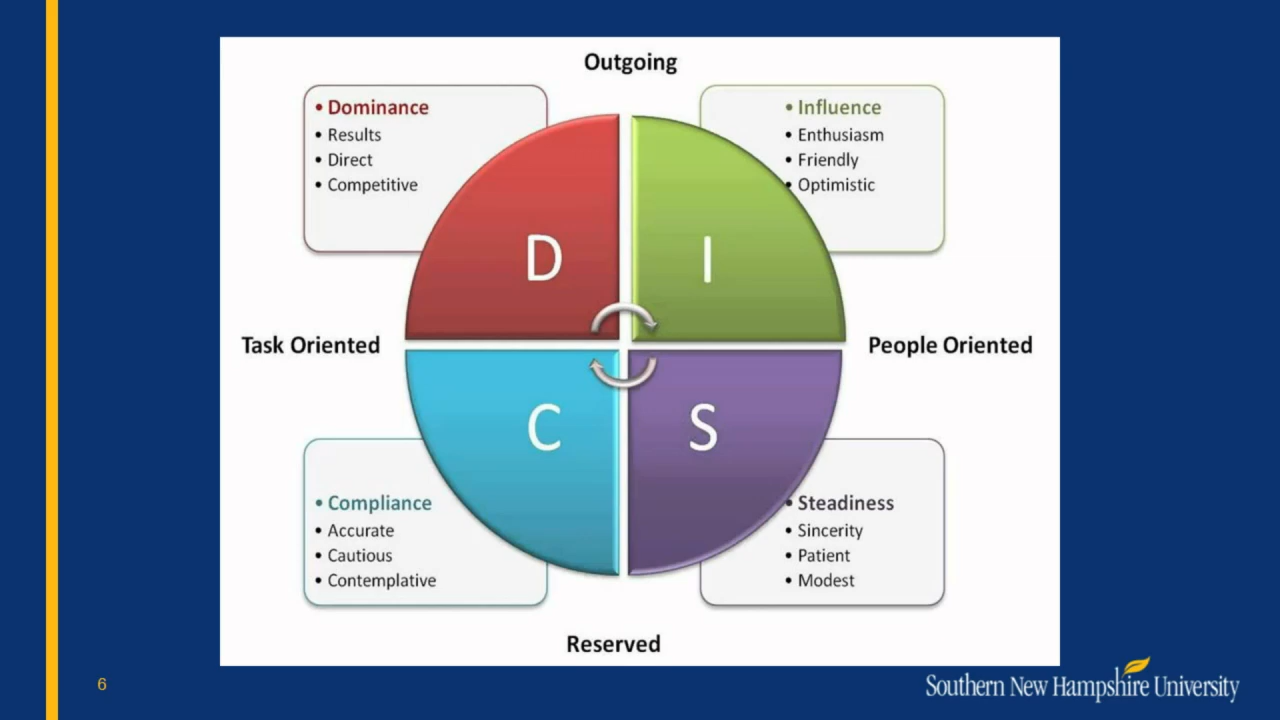 Outgoing
• Dominance
• Results
• Direct
• Competitive
• Influence
• Enthusiasm
• Friendly
• Optimistic
D
I
Task Oriented
People Oriented
C
S
• Compliance
• Accurate
• Cautious
• Contemplative
• Steadiness
• Sincerity
• Patient
• Modest
Reserved
6
Southern New Hampshire University